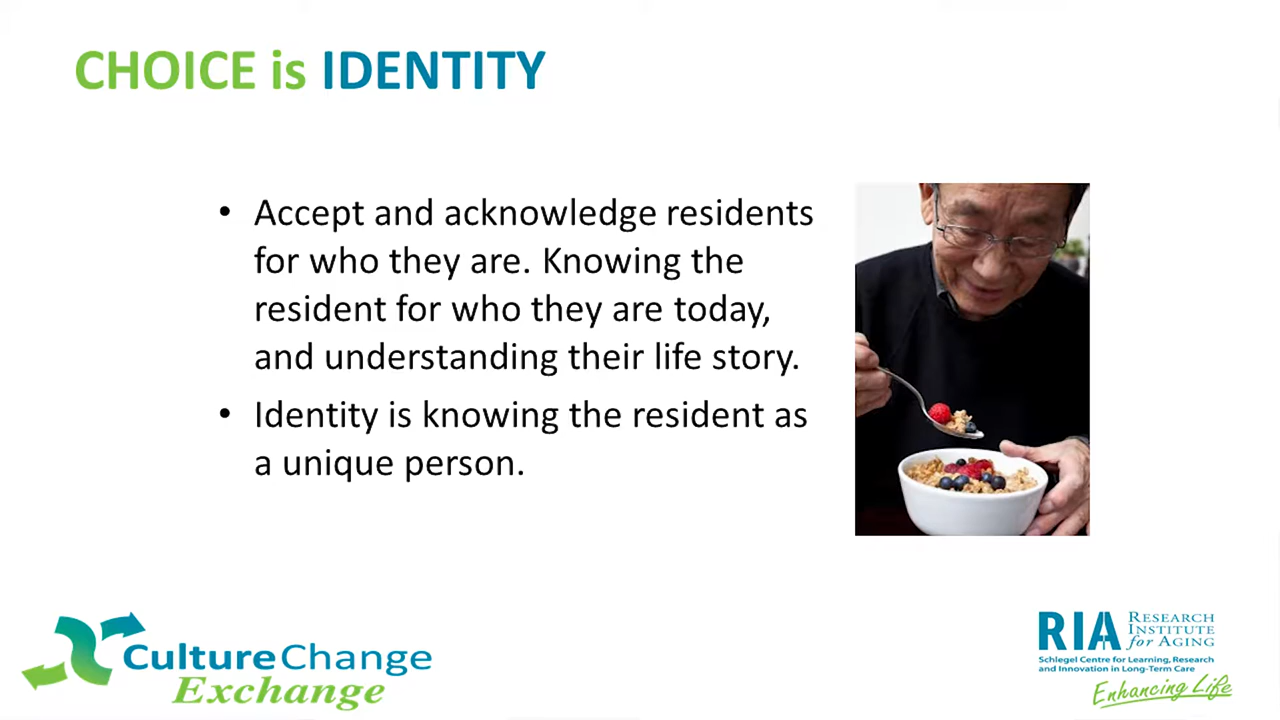 CHOICE is IDENTITY
• Accept and acknowledge residents
for who they are. Knowing the
resident for who they are today,
and understanding their life story.
• Identity is knowing the resident as
a unique person.
CultureChange
Exchange
RIA RESEARCH
INSTITUTE
for AGING
Schlegel Centre for Learning, Research
and Innovation in Long-Term Care
Enhancing Life